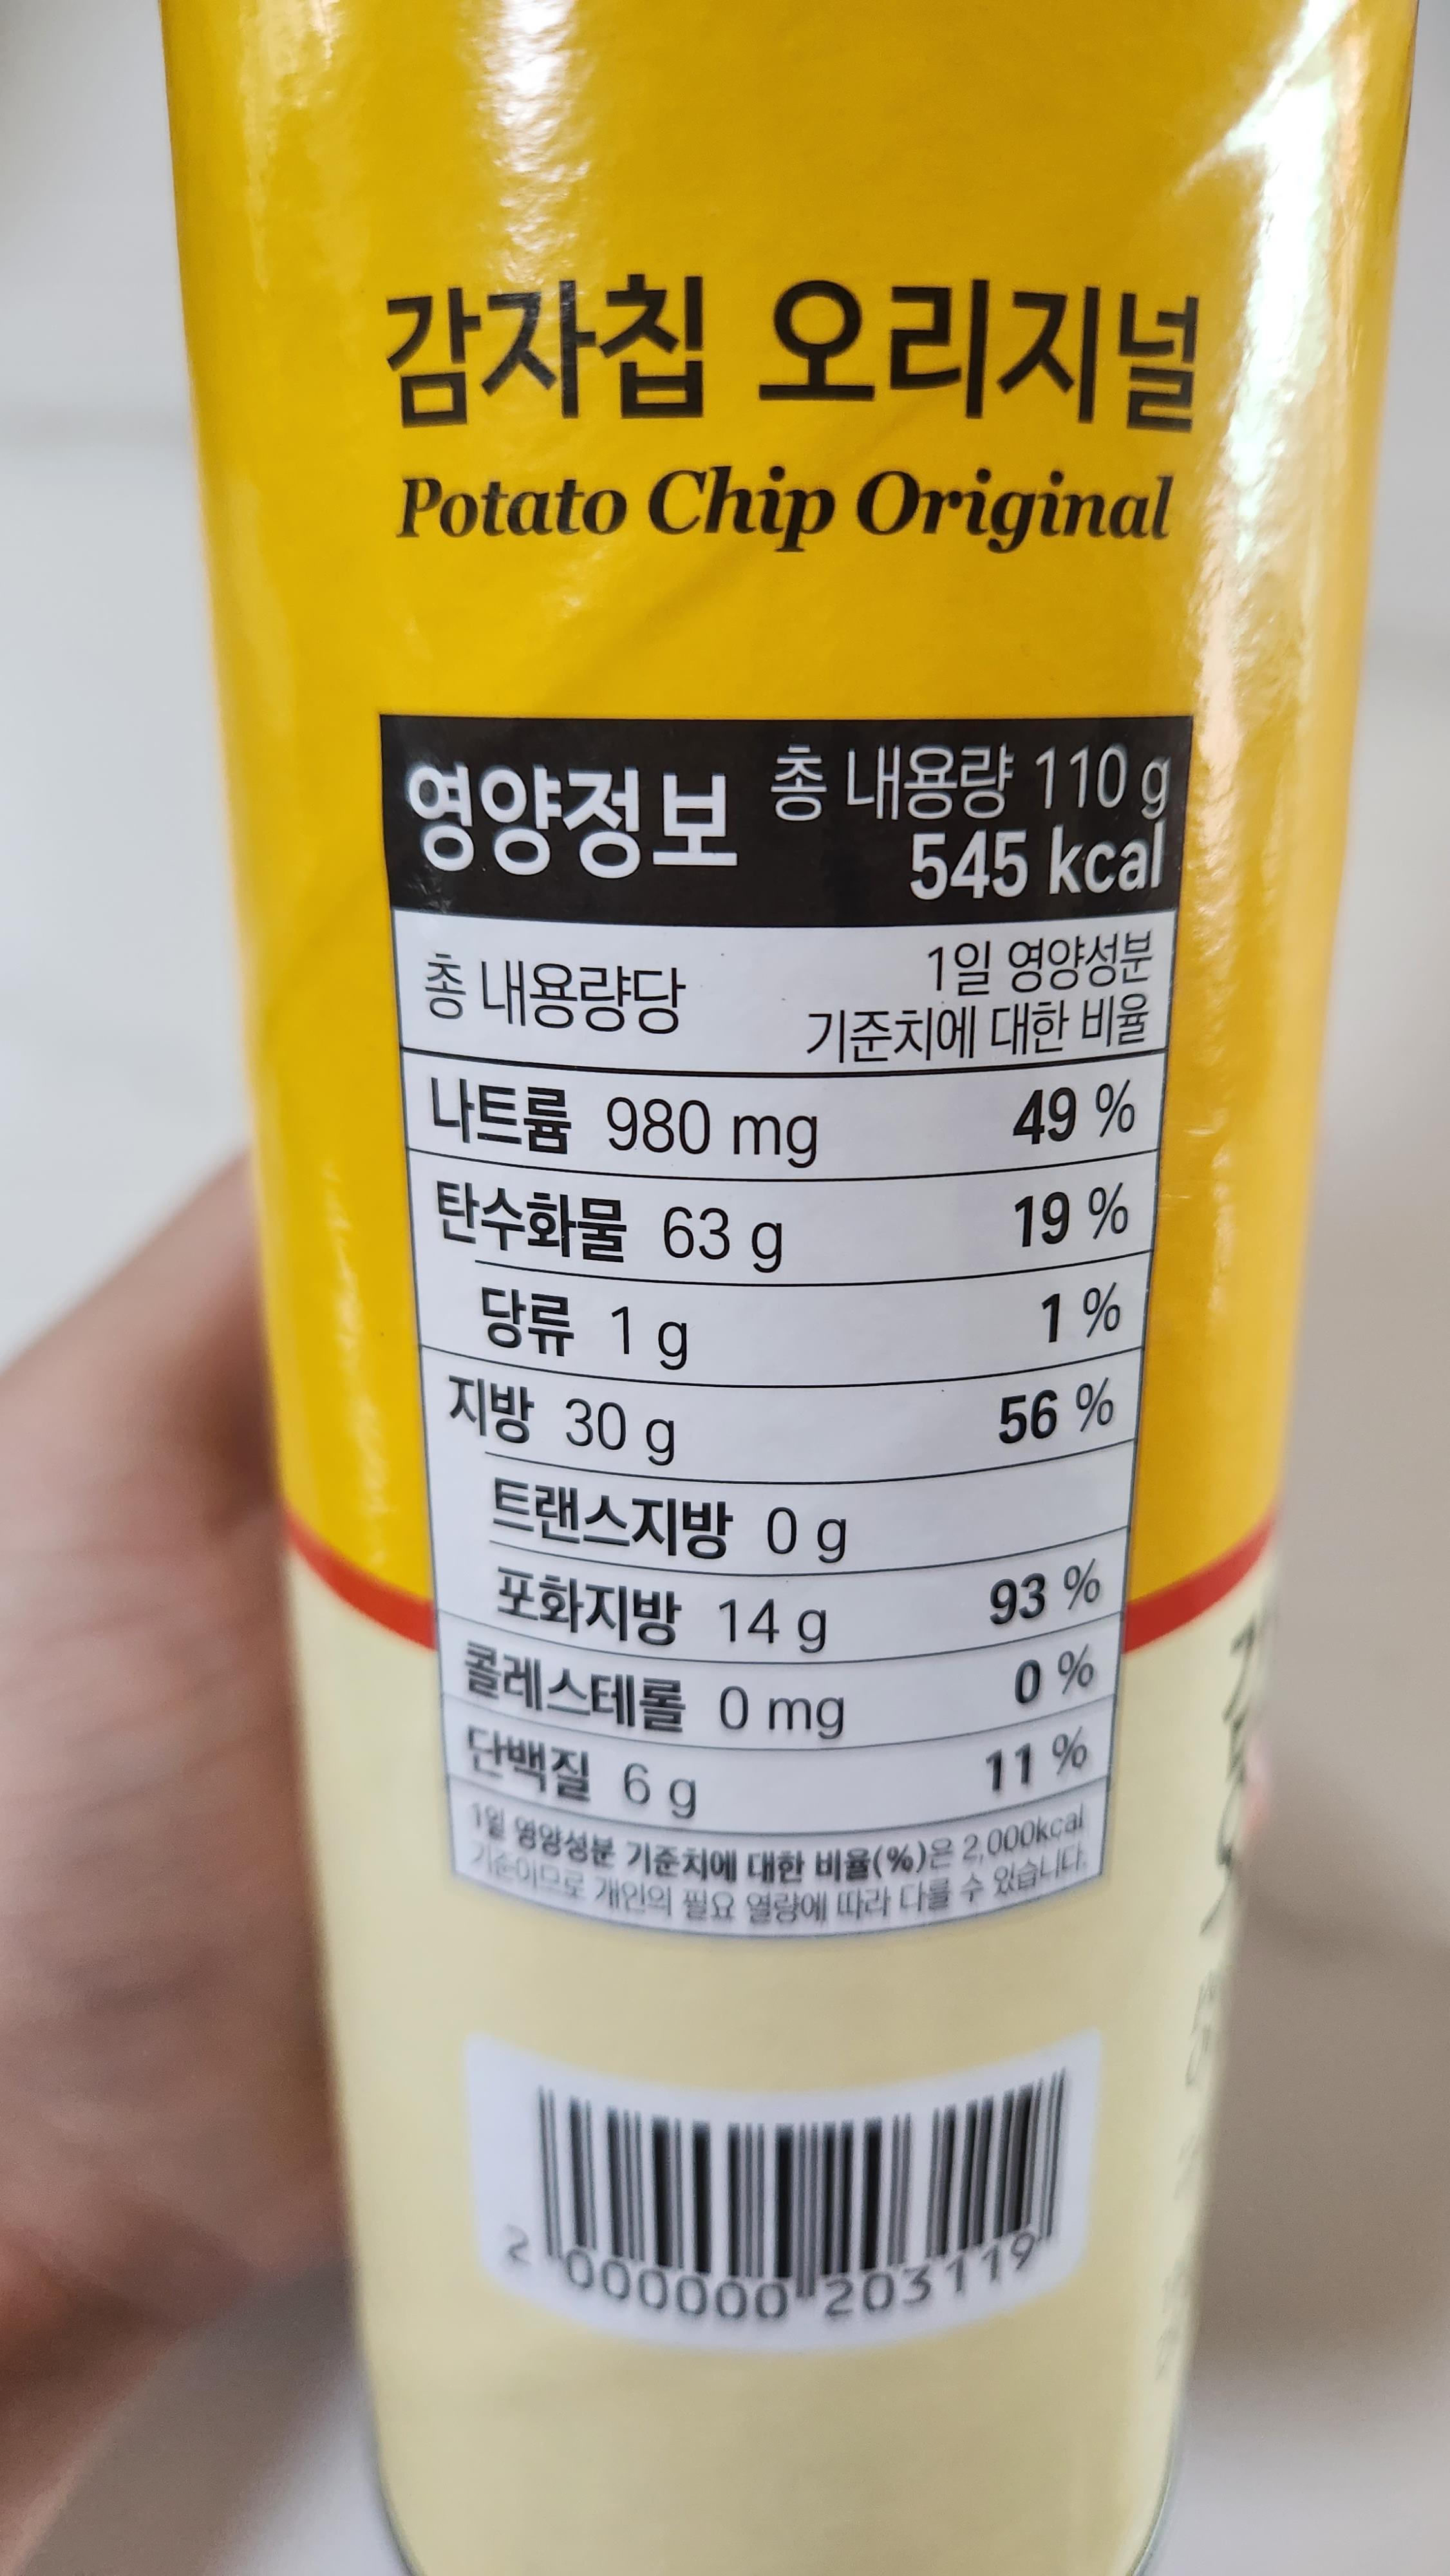 감자칩 오리지널
Potato Chip Original
영양정보
총 내용량 110 g
545 kcal
총 내용량당
1일 영양성분
기준치에 대한 비율
나트륨 980 mg 49 %
탄수화물 63 g 19 %
당류 1 g 1 %
지방 30 g 56 %
트랜스지방 0 g
포화지방 14 g 93 %
콜레스테롤 0 mg 0 %
단백질 6 g 11 %
1일 영양성분 기준치에 대한 비율(%)은 2,000kcal
기준이므로 개인의 필요 열량에 따라 다를 수 있습니다.
2 000000 203119